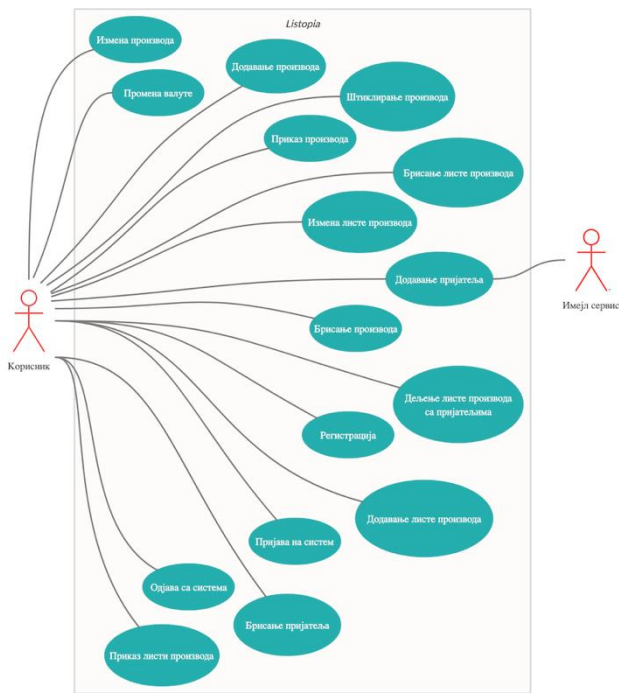 Listopia
Измена производа
Додавање производа
Промена валуте
Штиклирање производа
Приказ производа
Брисање листе производа
Измена листе производа
Додавање пријатеља
Имејл сервис
Брисање производа
Корисник
Дељење листе производа
са пријатељима
Регистрација
Додавање листе производа
Пријава на систем
Одјава са система
Брисање пријатеља
Приказ листи производа